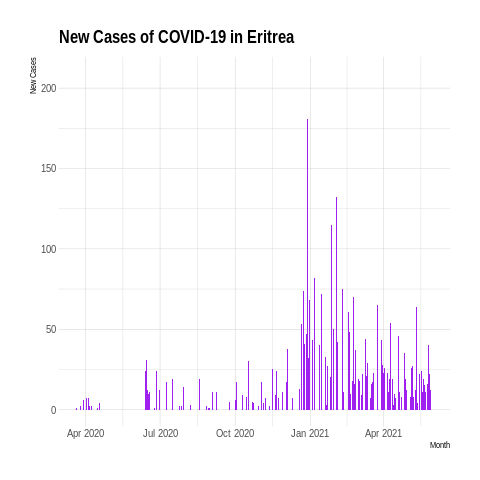 New Cases of COVID-19 in Eritrea
New Cases
200
150
100
50
0
Apr 2020 Jul 2020 Oct 2020 Jan 2021 Apr 2021
Month